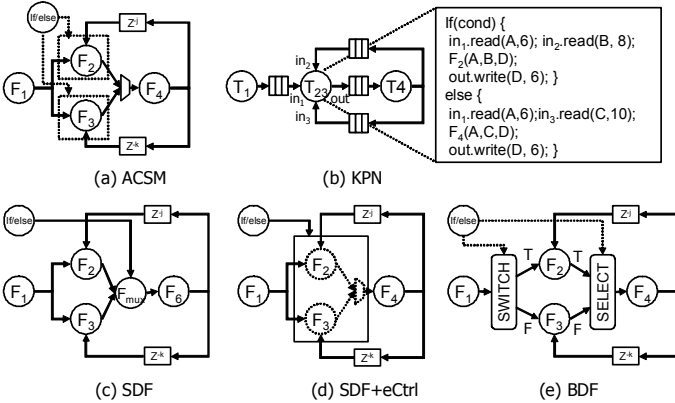 If/else
Z-j
F2
F1
F4
F3
Z-k
(a) ACSM
in2
T1
T23
T4
in1
out
in3
(b) KPN
If(cond) {
in1.read(A,6); in2.read(B, 8);
F2(A,B,D);
out.write(D, 6); }
else {
in1.read(A,6);in3.read(C,10);
F4(A,C,D);
out.write(D, 6); }
If/else
Z-j
F2
F1
Fmux
F6
F3
Z-k
(c) SDF
If/else
Z-j
F2
F1
F4
F3
Z-k
(d) SDF+eCtrl
If/else
Z-j
T
F2
T
F1
SWITCH
SELECT
F4
F
F3
F
Z-k
(e) BDF